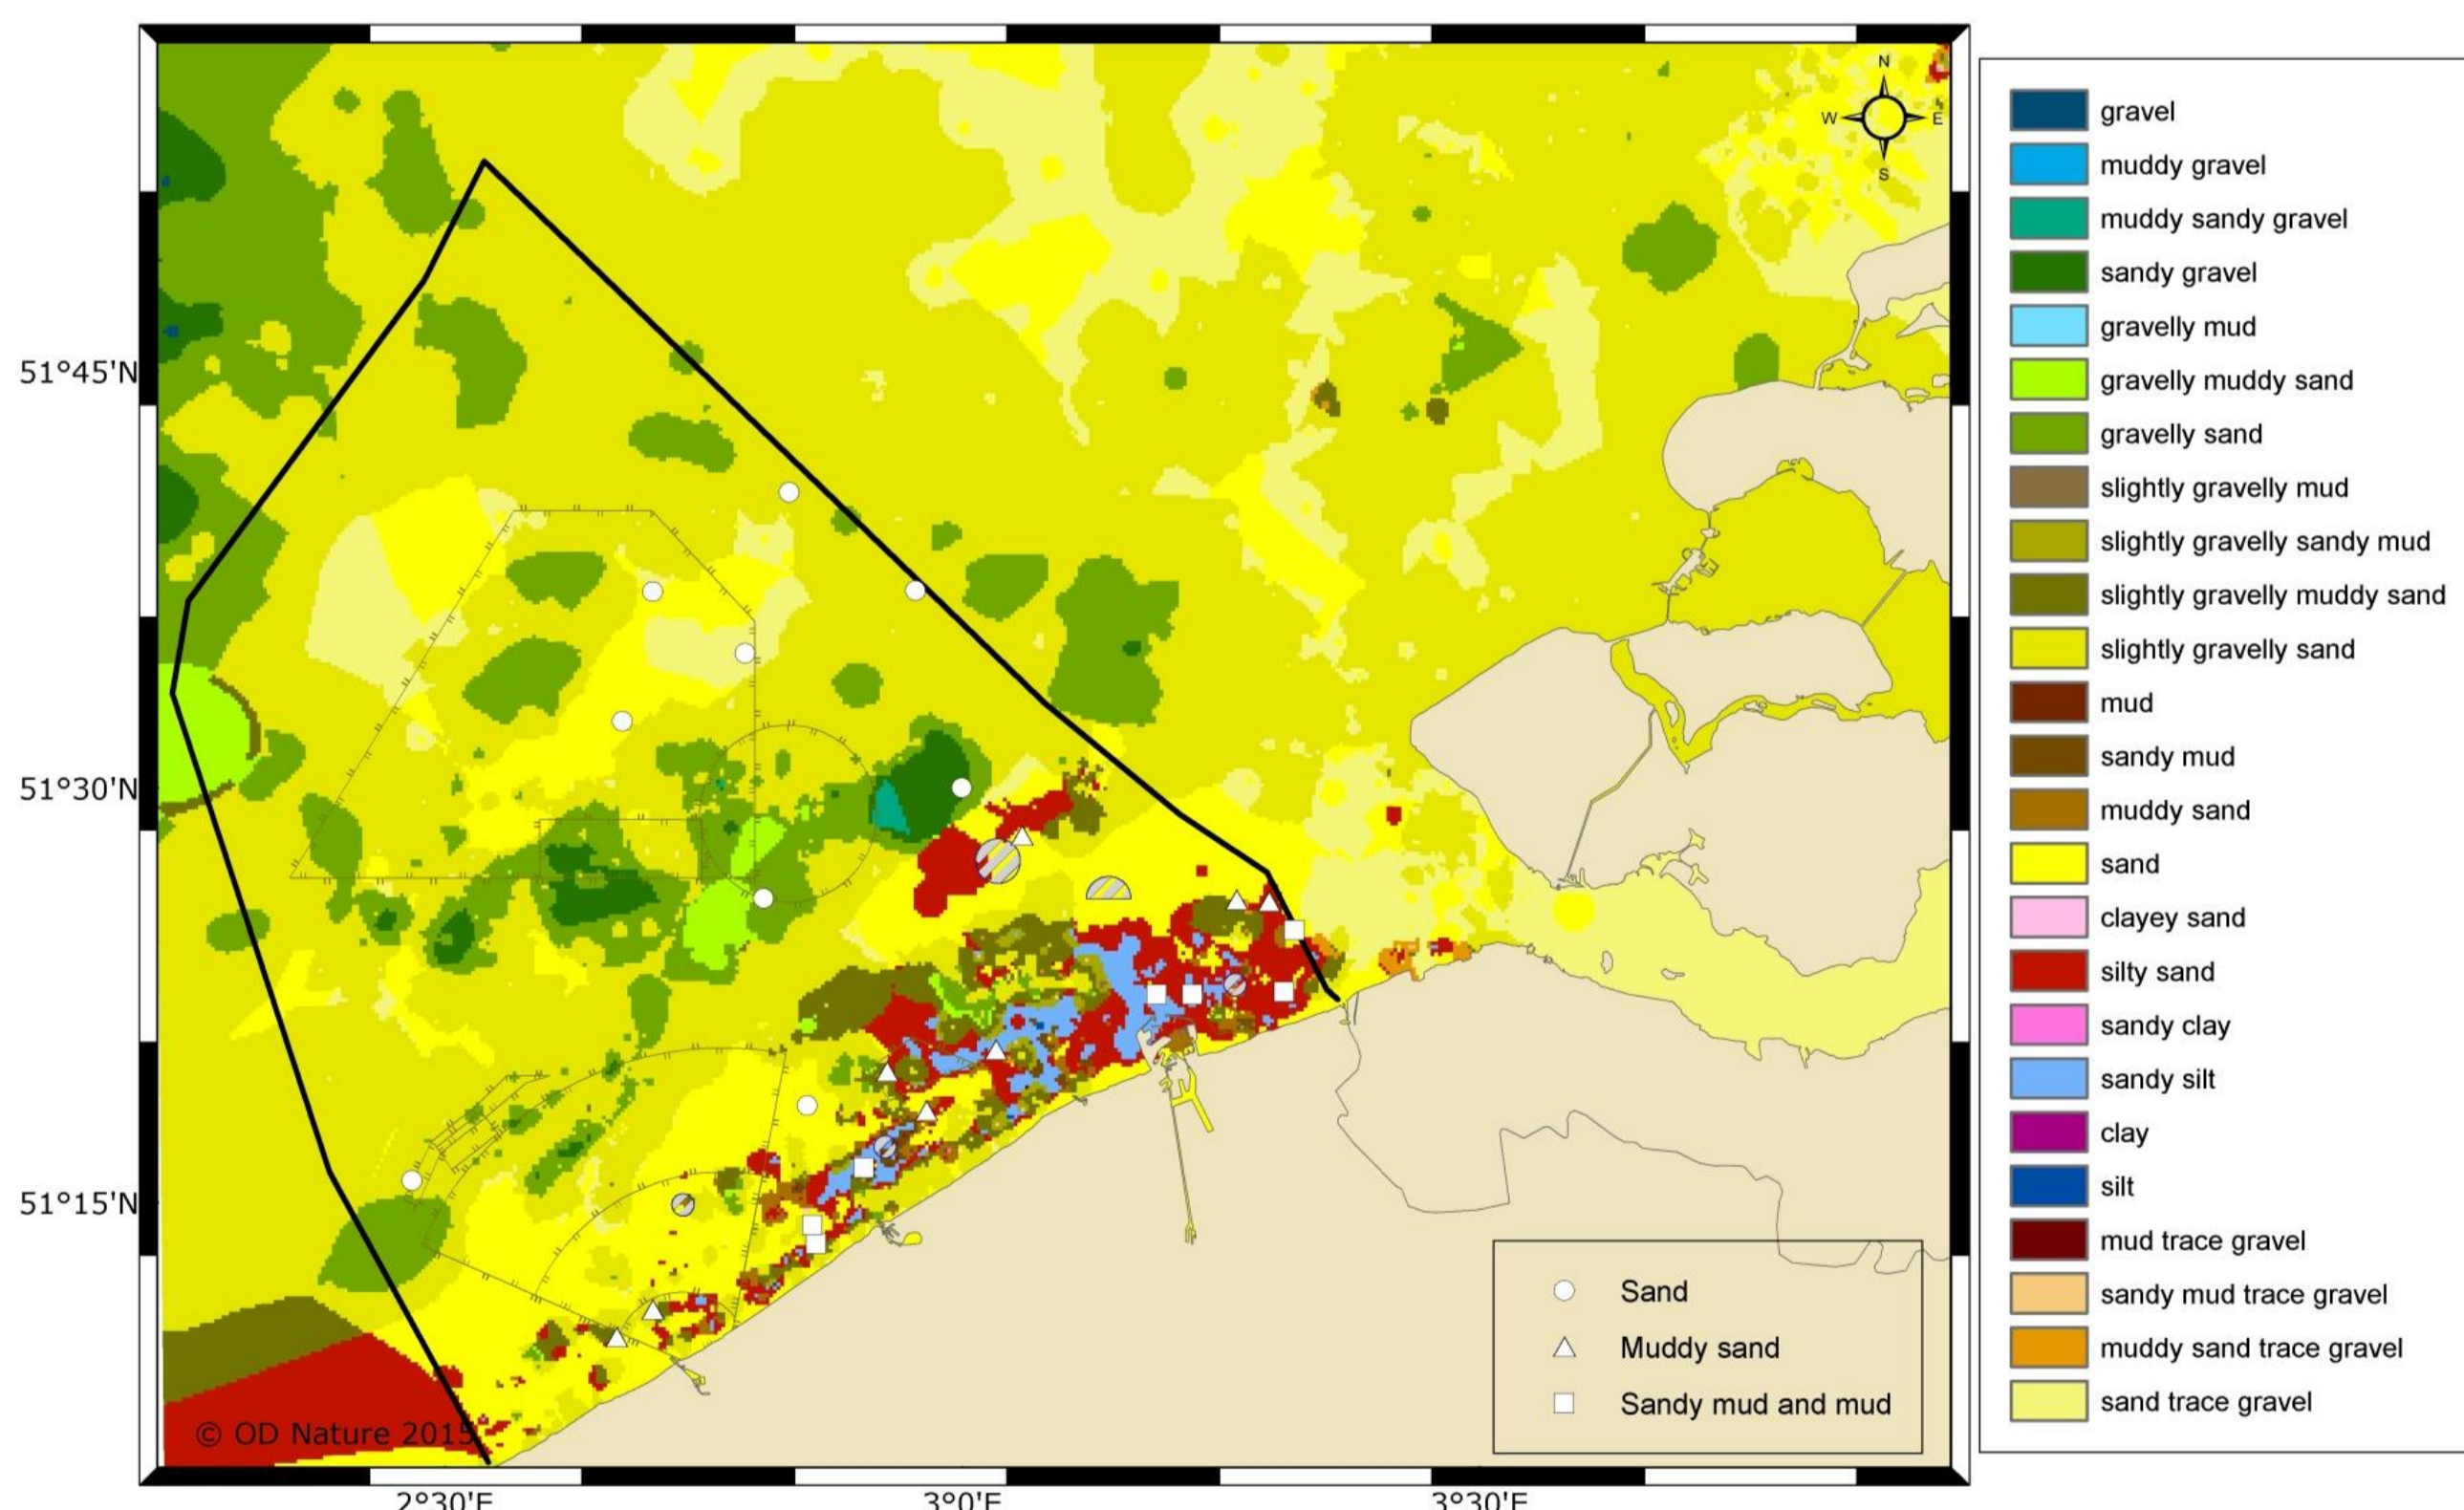 N
W
E
S
51°45'N
51°30'N
51°15'N
2°30'E
3°0'E
3°30'E
© OD Nature 2015
Sand
Muddy sand
Sandy mud and mud
gravel
muddy gravel
muddy sandy gravel
sandy gravel
gravelly mud
gravelly muddy sand
gravelly sand
slightly gravelly mud
slightly gravelly sandy mud
slightly gravelly muddy sand
slightly gravelly sand
mud
sandy mud
muddy sand
sand
clayey sand
silty sand
sandy clay
sandy silt
clay
silt
mud trace gravel
sandy mud trace gravel
muddy sand trace gravel
sand trace gravel